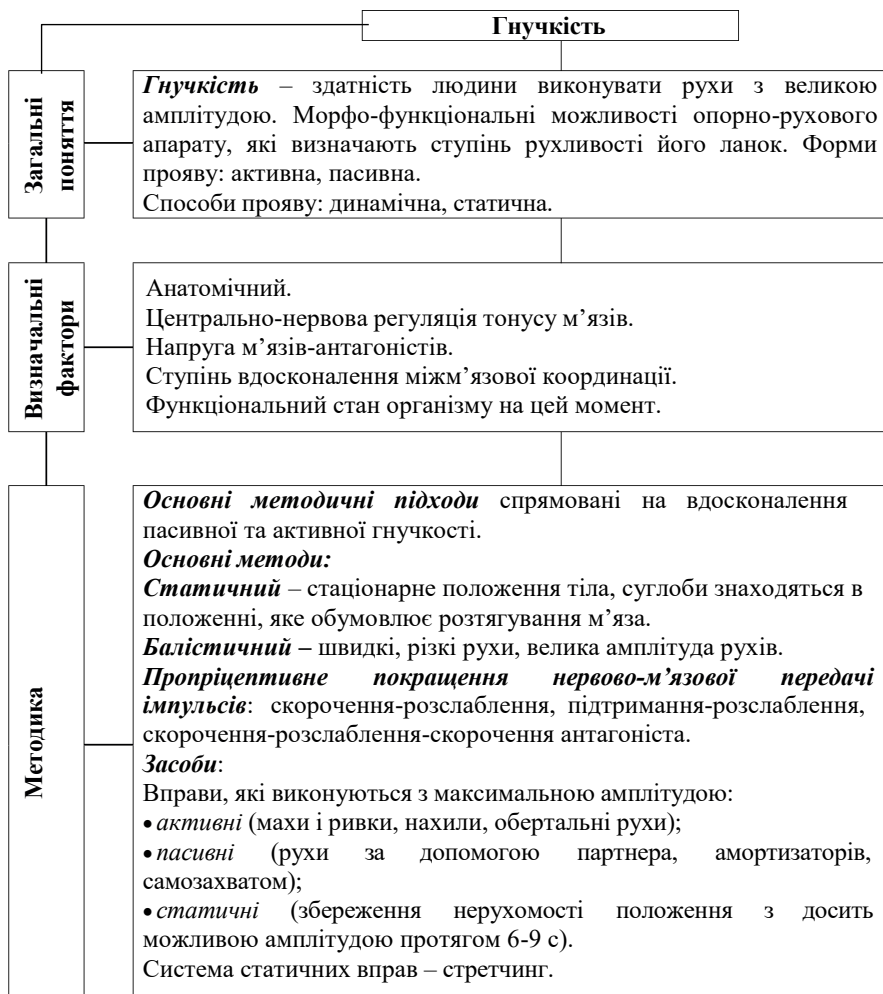 Гнучкість
Загальні
поняття
Гнучкість – здатність людини виконувати рухи з великою
амплітудою. Морфо-функціональні можливості опорно-рухового
апарату, які визначають ступінь рухливості його ланок. Форми
прояву: активна, пасивна.
Способи прояву: динамічна, статична.
Визначальні
фактори
Анатомічний.
Центрально-нервова регуляція тонусу м’язів.
Напруга м’язів-антагоністів.
Ступінь вдосконалення міжм’язової координації.
Функціональний стан організму на цей момент.
Методика
Основні методичні підходи спрямовані на вдосконалення
пасивної та активної гнучкості.
Основні методи:
Статичний – стаціонарне положення тіла, суглоби знаходяться в
положенні, яке обумовлює розтягування м’яза.
Балістичний – швидкі, різкі рухи, велика амплітуда рухів.
Пропріцептивне покращення нервово-м’язової передачі
імпульсів: скорочення-розслаблення, підтримання-розслаблення,
скорочення-розслаблення-скорочення антагоніста.
Засоби:
Вправи, які виконуються з максимальною амплітудою:
• активні (махи і ривки, нахили, обертальні рухи);
• пасивні (рухи за допомогою партнера, амортизаторів,
самозахватом);
• статичні (збереження нерухомості положення з досить
можливою амплітудою протягом 6-9 с).
Система статичних вправ – стретчинг.